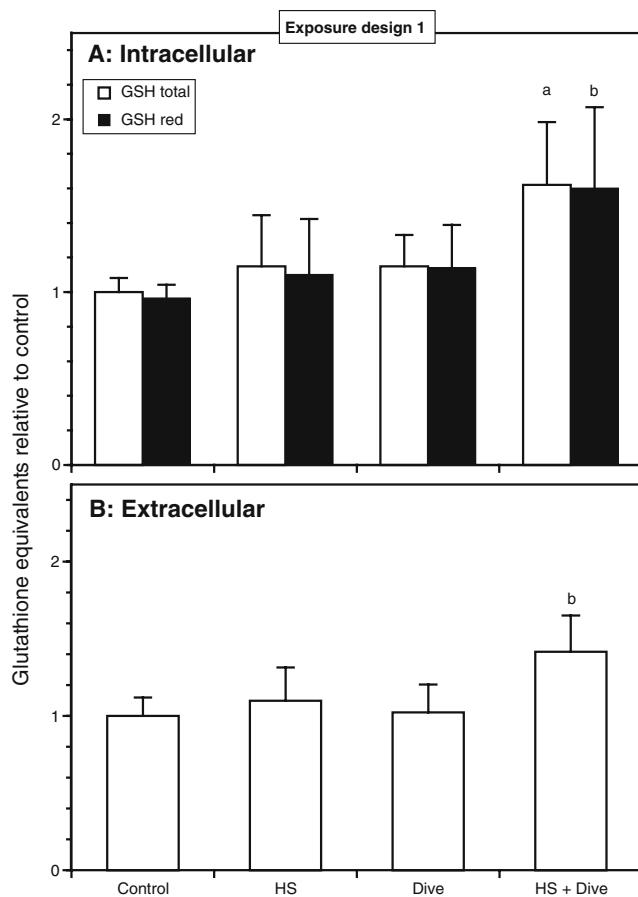 Exposure design 1
A: Intracellular
GSH total
GSH red
a
b
2
1
0
Glutathione equivalents relative to control
B: Extracellular
b
2
1
0
Control
HS
Dive
HS + Dive